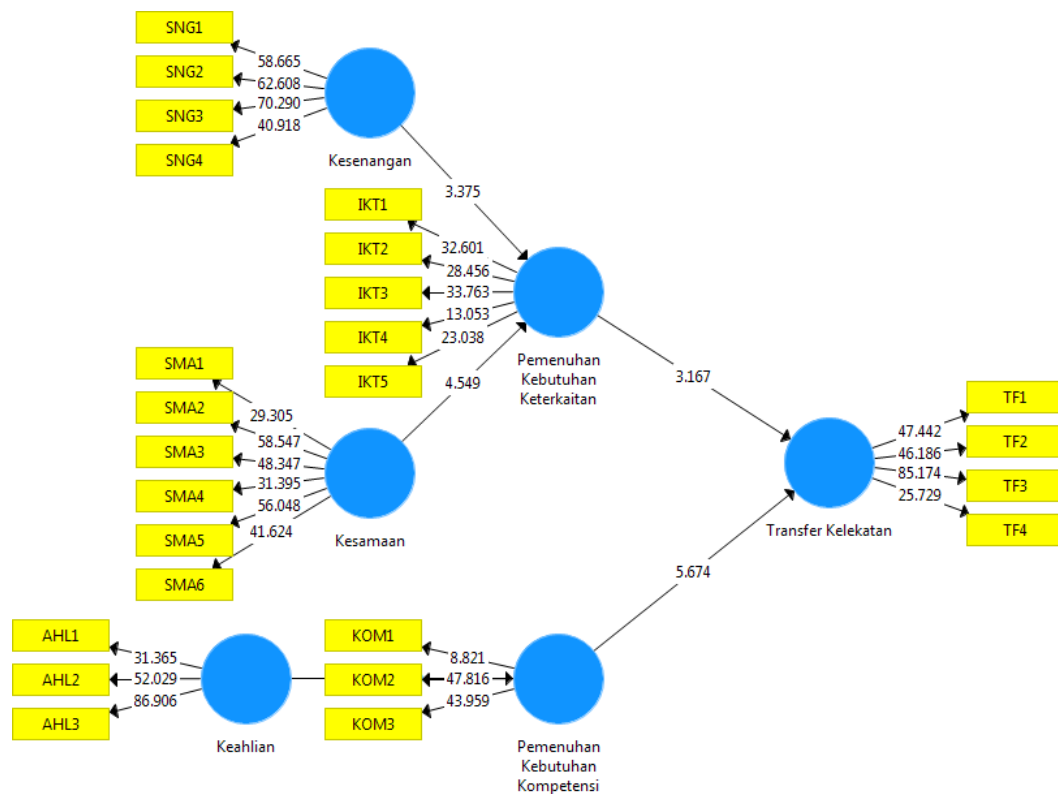 SNG1
SNG2
SNG3
SNG4
58.665
62.608
70.290
40.918
Kesenangan
3.375
IKT1
IKT2
IKT3
IKT4
IKT5
32.601
28.456
33.763
13.053
23.038
Pemenuhan
Kebutuhan
Keterkaitan
4.549
3.167
SMA1
SMA2
SMA3
SMA4
SMA5
SMA6
29.305
58.547
48.347
31.395
56.048
41.624
Kesamaan
TF1
TF2
TF3
TF4
47.442
46.186
85.174
25.729
Transfer Kelekatan
5.674
AHL1
AHL2
AHL3
31.365
52.029
86.906
Keahlian
KOM1
KOM2
KOM3
8.821
47.816
43.959
Pemenuhan
Kebutuhan
Kompetensi